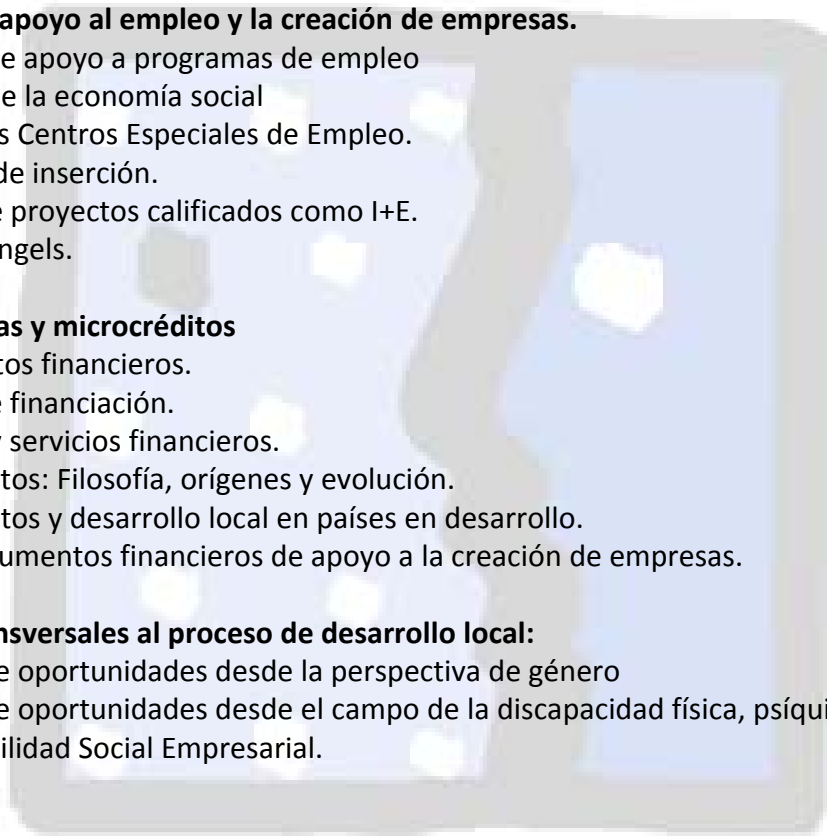 apoyo al empleo y la creación de empresas.
e apoyo a programas de empleo
e la economía social
s Centros Especiales de Empleo.
de inserción.
e proyectos calificados como I+E.
ngels.
as y microcréditos
tos financieros.
e financiación.
y servicios financieros.
tos: Filosofía, orígenes y evolución.
tos y desarrollo local en países en desarrollo.
umentos financieros de apoyo a la creación de empresas.
nsversales al proceso de desarrollo local:
e oportunidades desde la perspectiva de género
e oportunidades desde el campo de la discapacidad física, psíqui
ilidad Social Empresarial.